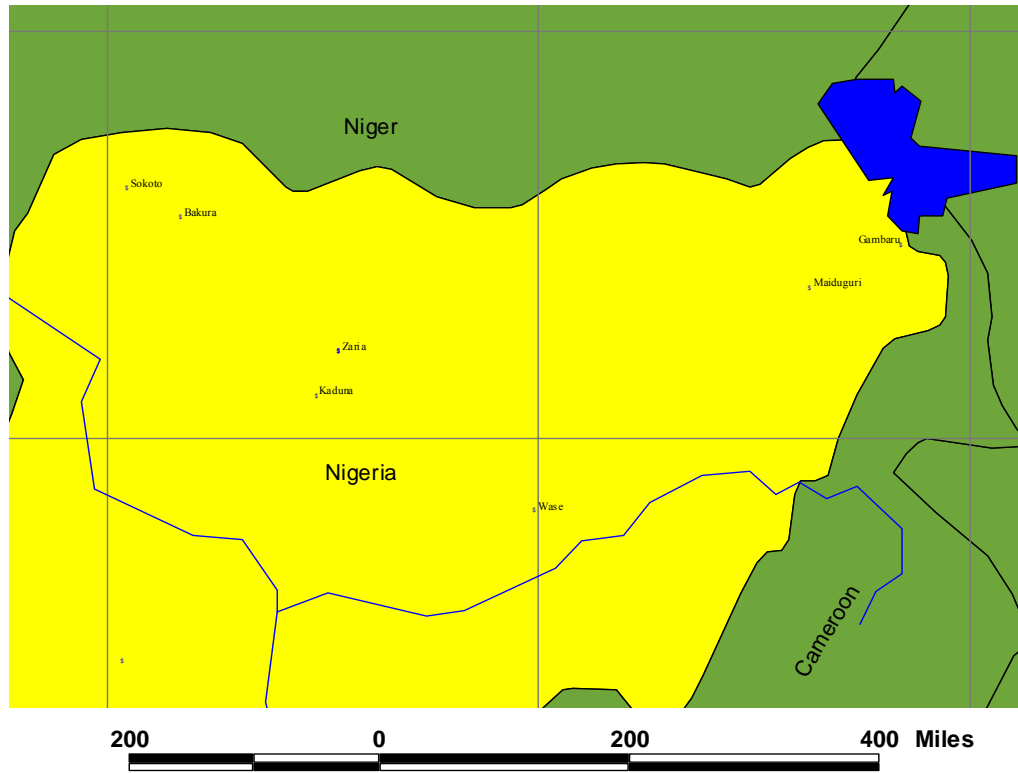 Niger
Sokoto
Bakura
Gambaru
Maiduguri
Zaria
Kaduna
Nigeria
Wase
Cameroon
200 0 200 400 Miles